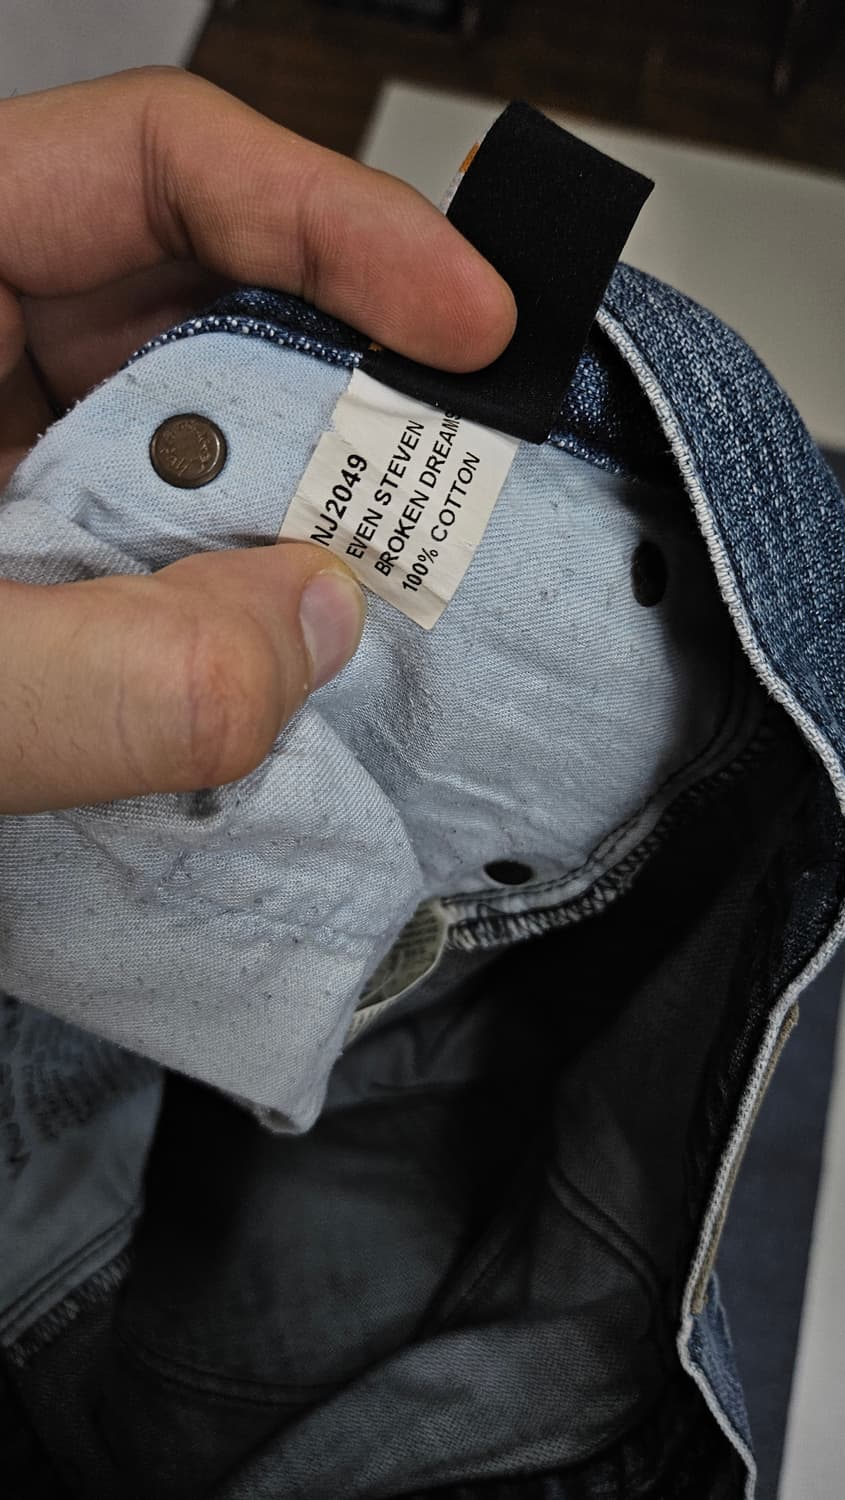 NJ2049
EVEN STEVEN
BROKEN DREAMS
100% COTTON